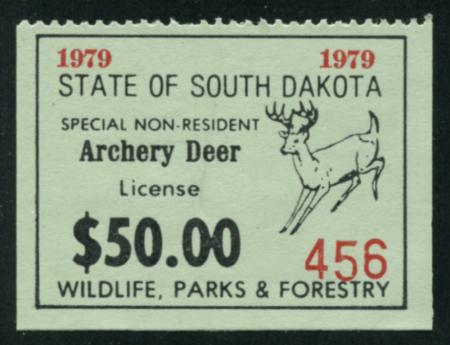 1979 1979
STATE OF SOUTH DAKOTA
SPECIAL NON-RESIDENT
Archery Deer
License
$50.00
456
WILDLIFE, PARKS & FORESTRY